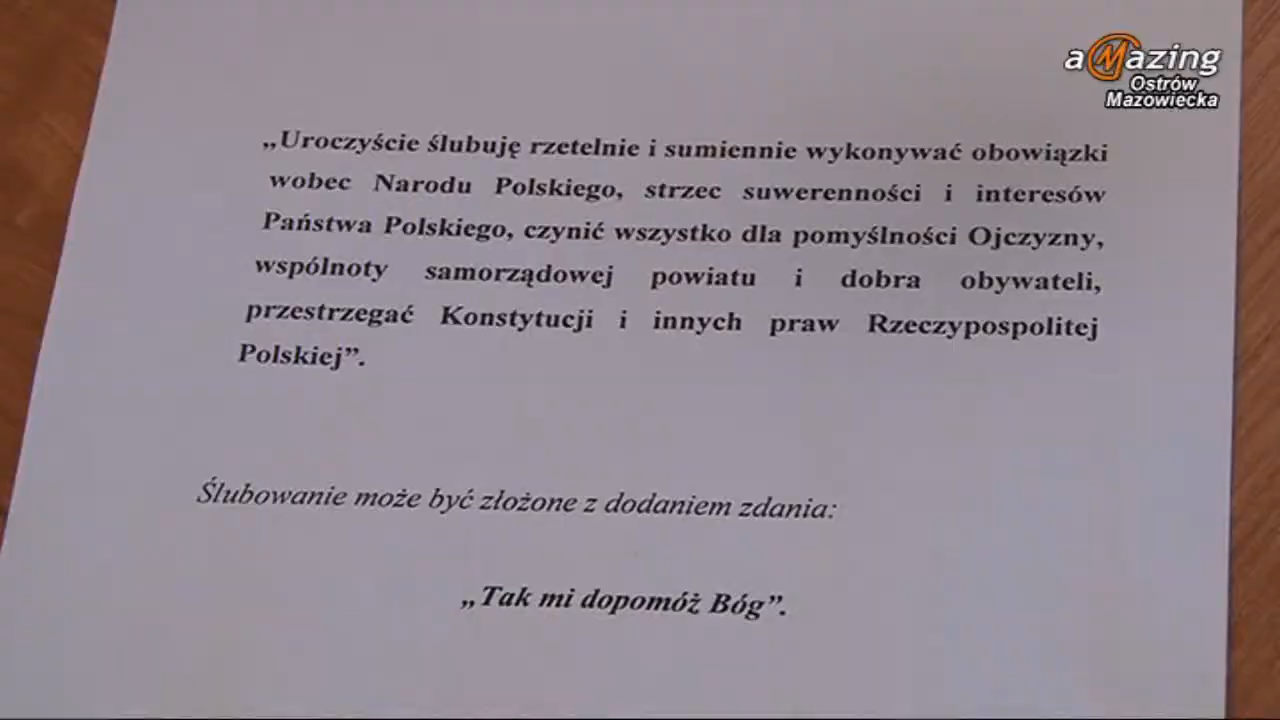 aMazing
Ostrów
Mazowiecka
„Uroczyście ślubuję rzetelnie i sumiennie wykonywać obowiązki
wobec Narodu Polskiego, strzec suwerenności i interesów
Państwa Polskiego, czynić wszystko dla pomyślności Ojczyzny,
wspólnoty samorządowej powiatu i dobra obywateli,
przestrzegać Konstytucji i innych praw Rzeczypospolitej
Polskiej”.
Ślubowanie może być złożone z dodaniem zdania:
„Tak mi dopomóż Bóg”.